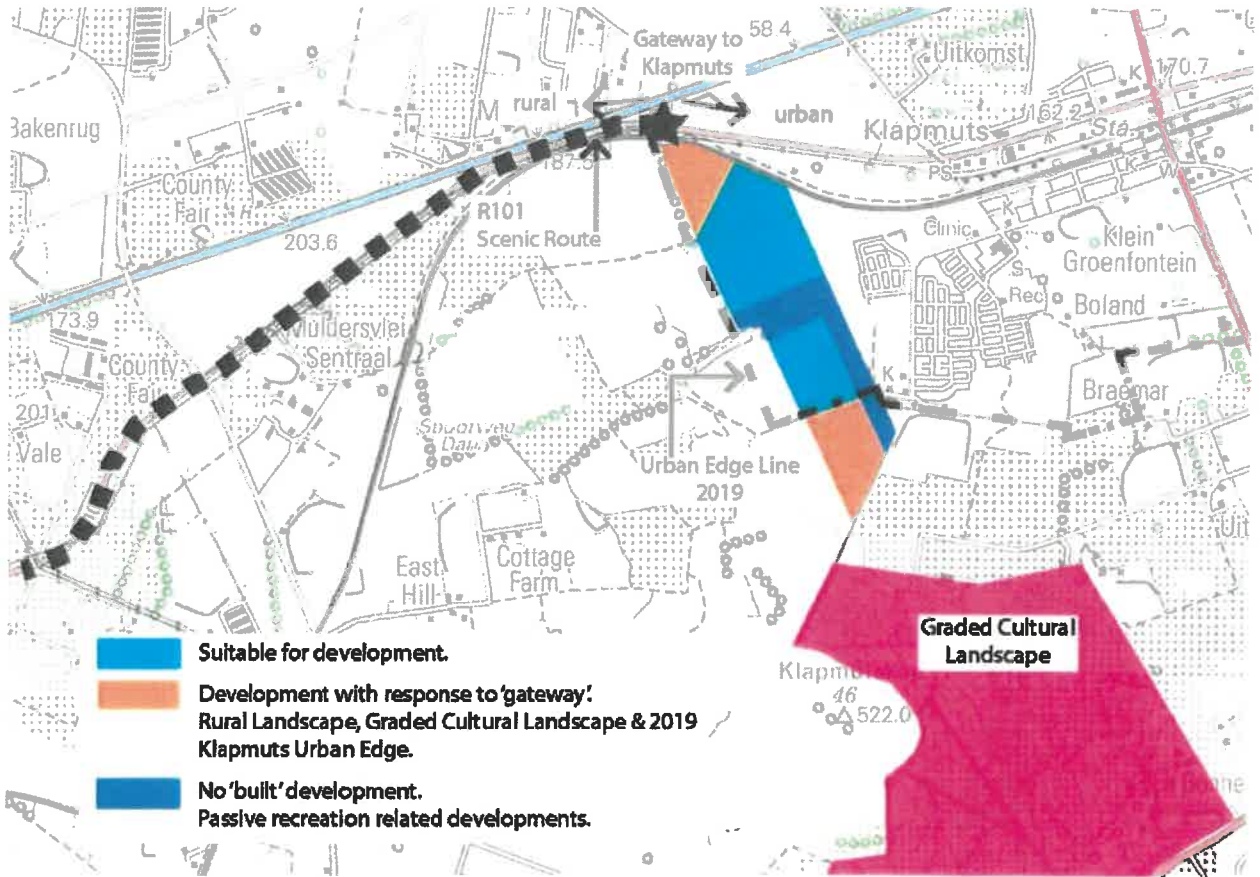 Gateway to
Klapmuts
58.4
Uitkomst
170.7
Bakenrug
M
rural
urban
K
Klapmuts
162.2
Sta
PS
K
W
County
Fair
R101
Scenic Route
203.6
Clinic
K
Klein
Groenfontein
S
Rec
Boland
173.9
Muldersvlei
Sentraal
County
Fair
K
Braemar
201
Vale
Urban Edge Line
2019
Uit
East
Hill
Cottage
Farm
Graded Cultural
Landscape
46
522.0
Suitable for development.
Development with response to 'gateway'.
Rural Landscape, Graded Cultural Landscape & 2019
Klapmuts Urban Edge.
No 'built' development.
Passive recreation related developments.